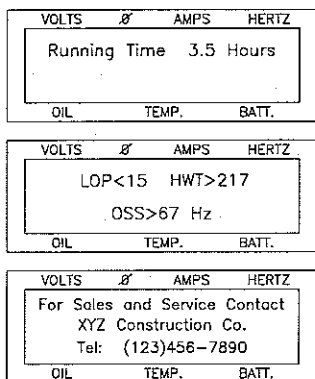 VOLTS Ø AMPS HERTZ
Running Time 3.5 Hours
OIL TEMP. BATT.
VOLTS Ø AMPS HERTZ
LOP<15 HWT>217
OSS>67 Hz
OIL TEMP. BATT.
VOLTS Ø AMPS HERTZ
For Sales and Service Contact
XYZ Construction Co.
Tel: (123)456-7890
OIL TEMP. BATT.